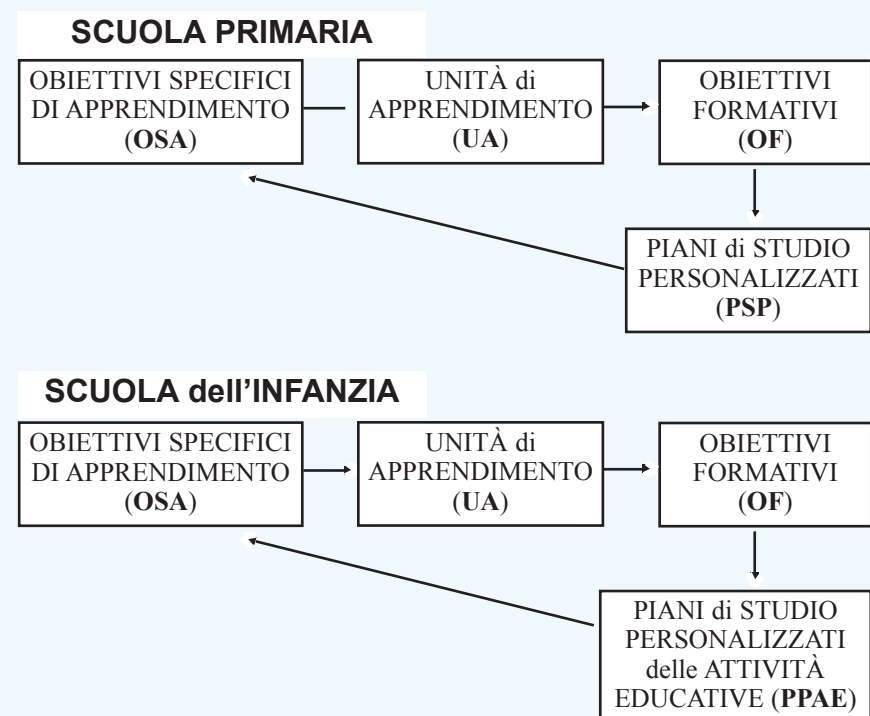 SCUOLA PRIMARIA
OBIETTIVI SPECIFICI
DI APPRENDIMENTO
(OSA)
UNITÀ di
APPRENDIMENTO
(UA)
OBIETTIVI
FORMATIVI
(OF)
PIANI di STUDIO
PERSONALIZZATI
(PSP)
SCUOLA dell’INFANZIA
OBIETTIVI SPECIFICI
DI APPRENDIMENTO
(OSA)
UNITÀ di
APPRENDIMENTO
(UA)
OBIETTIVI
FORMATIVI
(OF)
PIANI di STUDIO
PERSONALIZZATI
delle ATTIVITÀ
EDUCATIVE (PPAE)